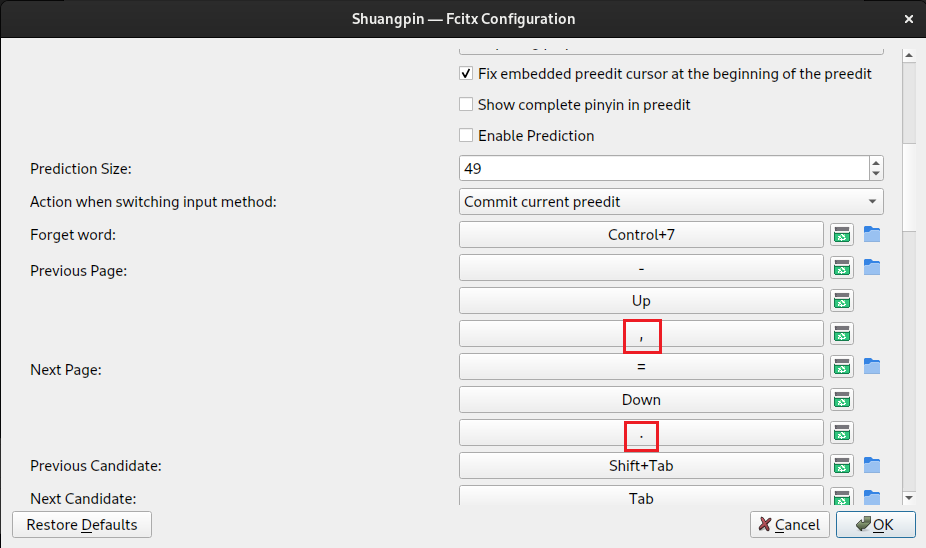 Shuangpin — Fcitx Configuration
Fix embedded preedit cursor at the beginning of the preedit
Show complete pinyin in preedit
Enable Prediction
Prediction Size:
49
Action when switching input method:
Commit current preedit
Forget word:
Control+7
Previous Page:
-
Up
,
Next Page:
=
Down
.
Previous Candidate:
Shift+Tab
Next Candidate:
Tab
Restore Defaults
Cancel
OK